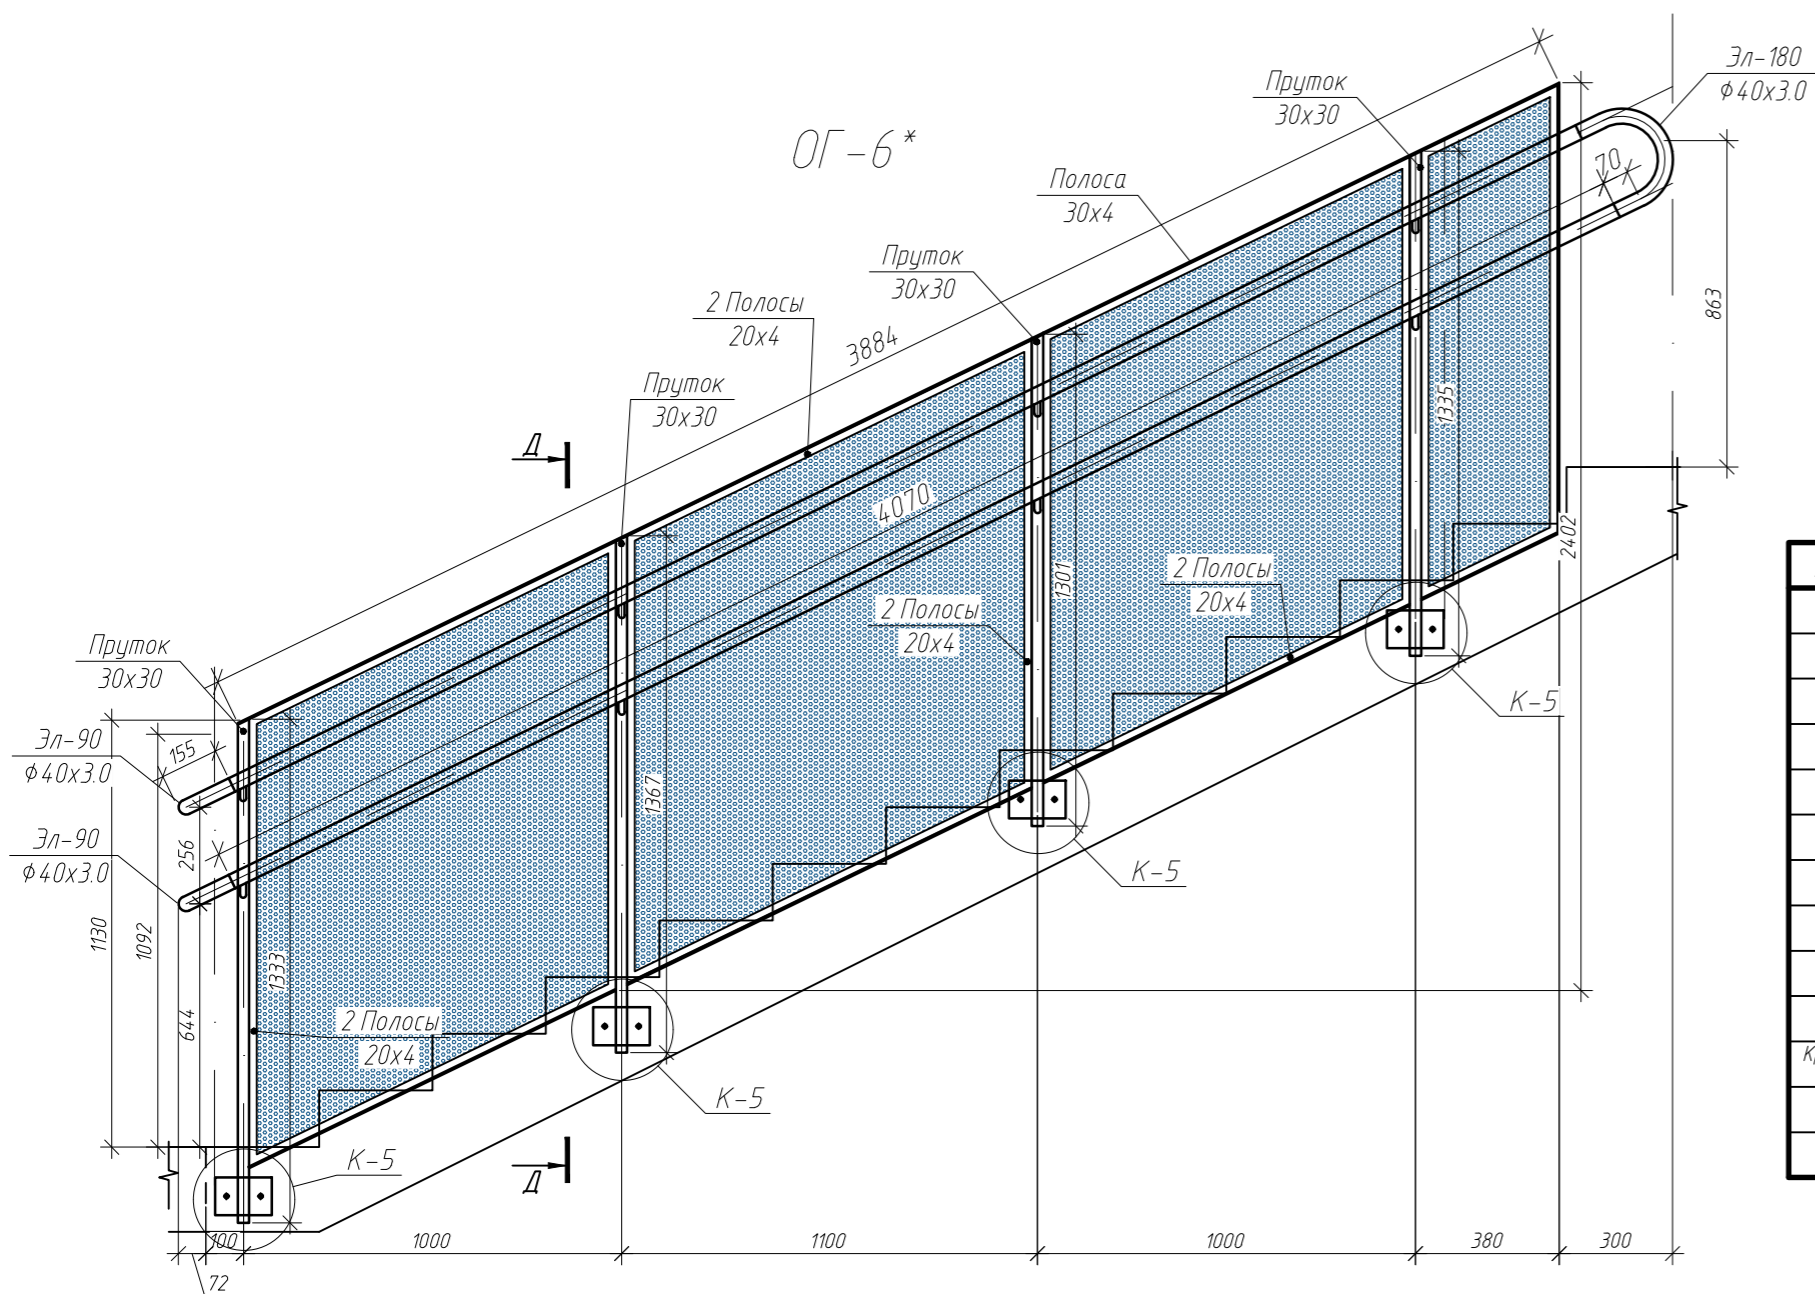 Эл-180
ϕ40х3.0
Пруток
30х30
ОГ-6*
70
Полоса
30х4
Пруток
30х30
2 Полосы
20х4
3884
863
Пруток
30х30
1335
Д
4070
2402
1301
2 Полосы
20х4
2 Полосы
20х4
Пруток
30х30
К-5
Эл-90
ϕ40х3.0
155
1367
256
Эл-90
ϕ40х3.0
К-5
1130
1092
1333
644
2 Полосы
20х4
К-5
К-5
Д
100
1000
1100
1000
380
300
72